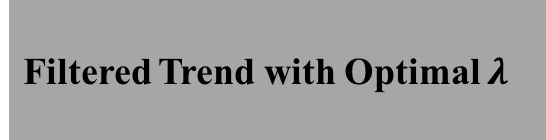 Filtered Trend with Optimal λ